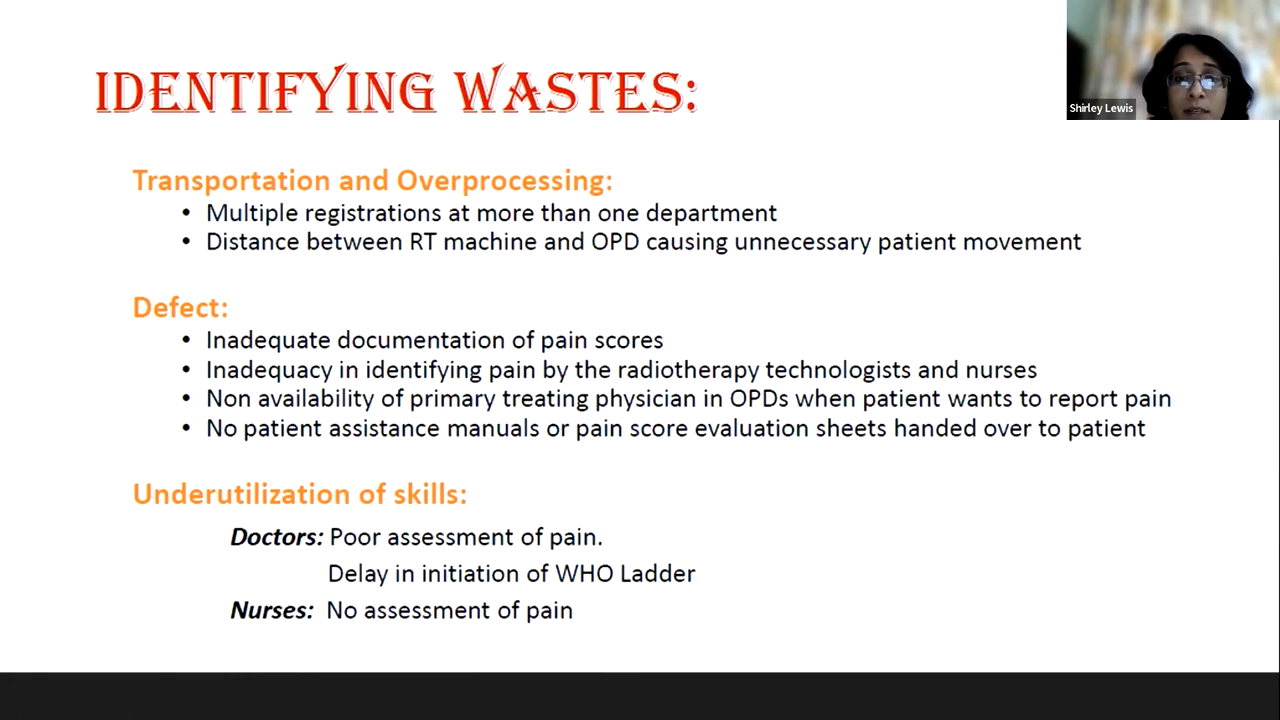 IDENTIFYING WASTES:
Shirley Lewis
Transportation and Overprocessing:
• Multiple registrations at more than one department
• Distance between RT machine and OPD causing unnecessary patient movement
Defect:
• Inadequate documentation of pain scores
• Inadequacy in identifying pain by the radiotherapy technologists and nurses
• Non availability of primary treating physician in OPDs when patient wants to report pain
• No patient assistance manuals or pain score evaluation sheets handed over to patient
Underutilization of skills:
Doctors: Poor assessment of pain.
Delay in initiation of WHO Ladder
Nurses: No assessment of pain